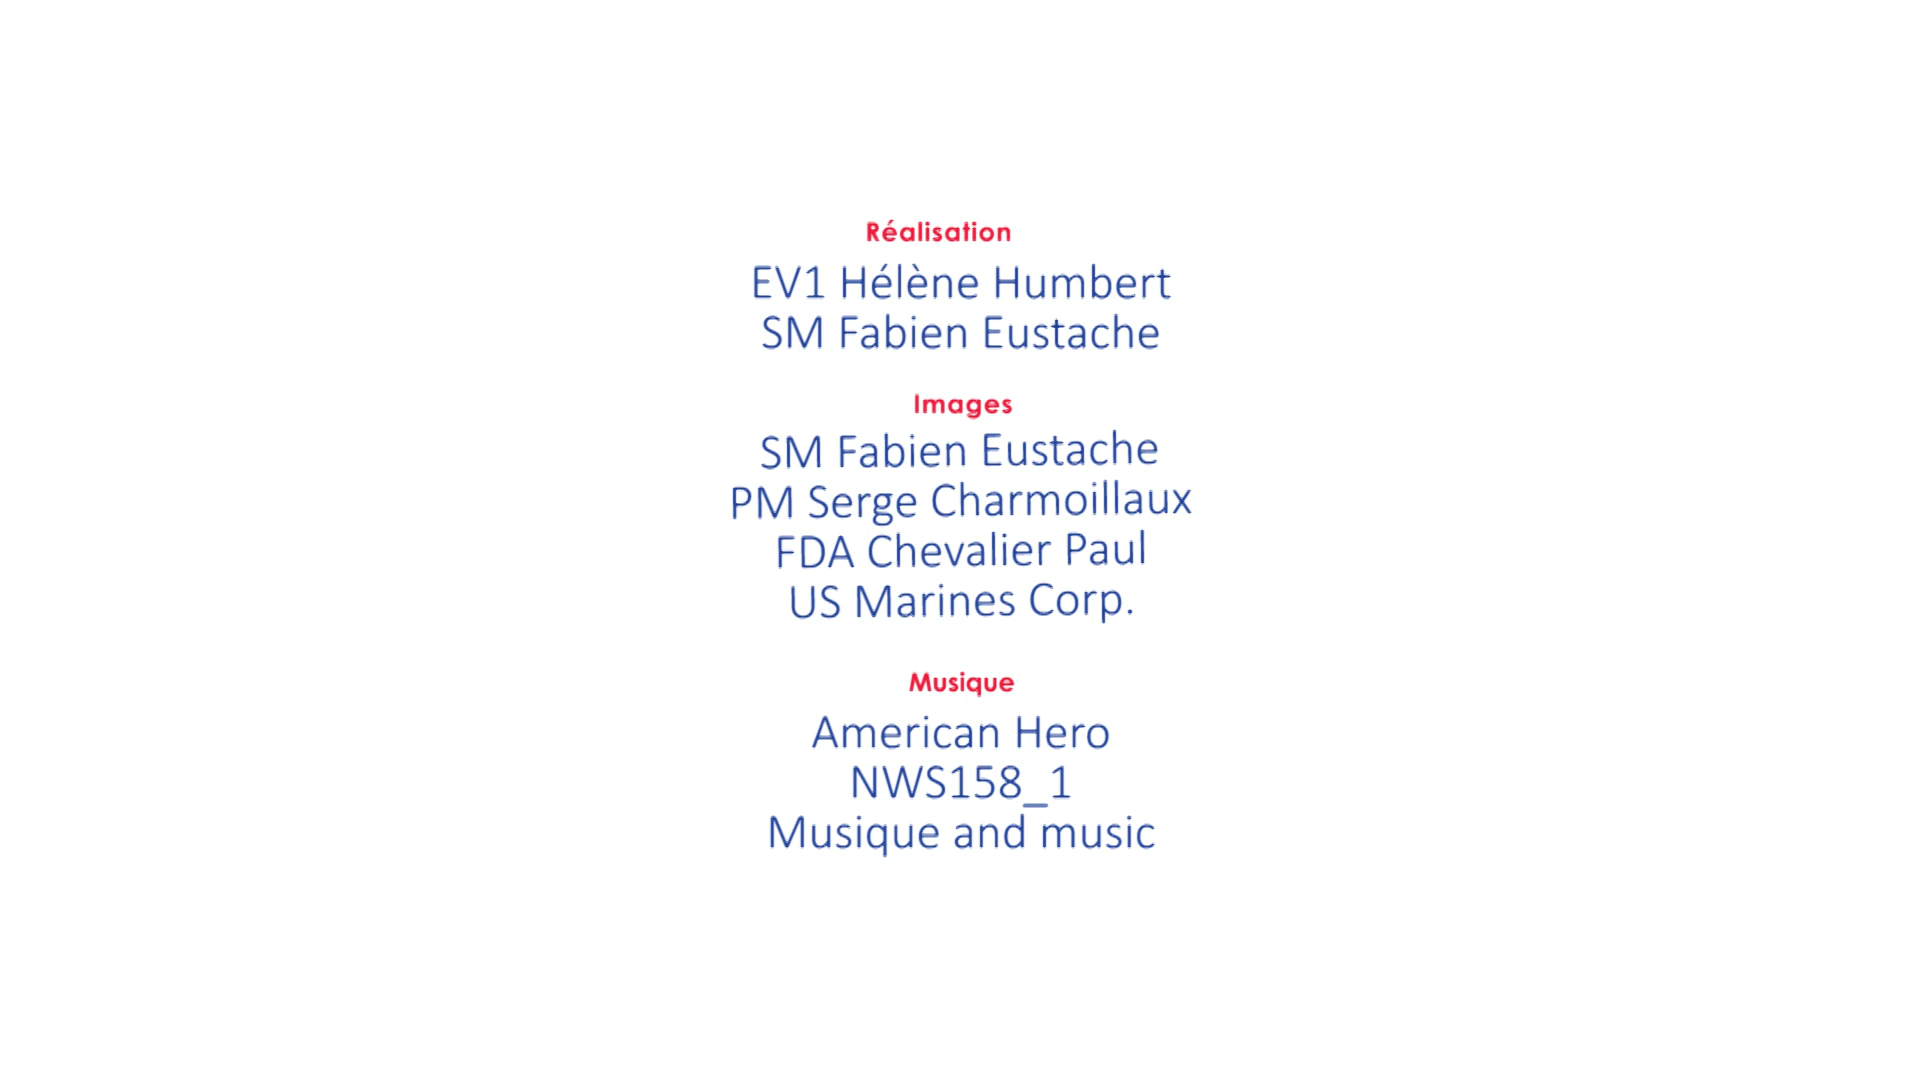 Réalisation
EV1 Hélène Humbert
SM Fabien Eustache
Images
SM Fabien Eustache
PM Serge Charmoillaux
FDA Chevalier Paul
US Marines Corp.
Musique
American Hero
NWS158_1
Musique and music